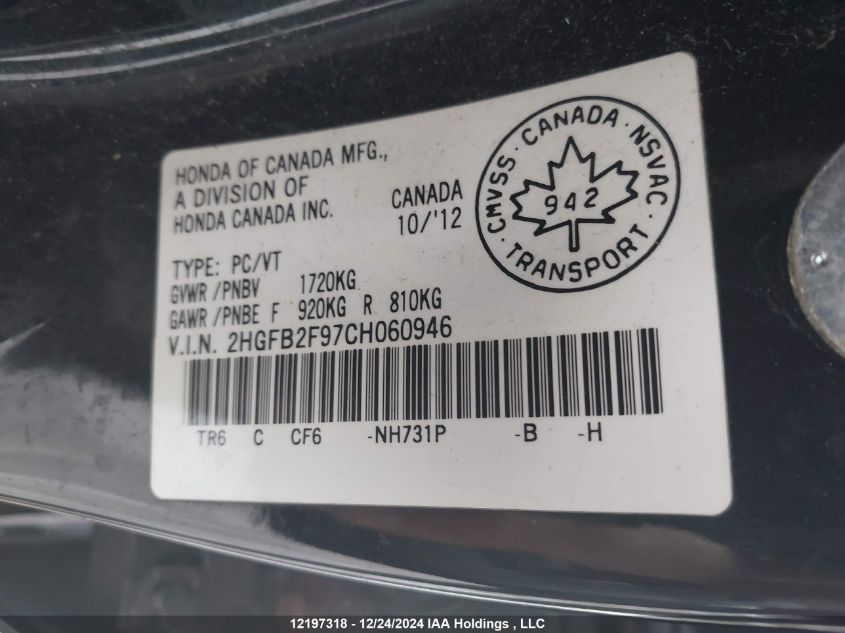 HONDA OF CANADA MFG.,
A DIVISION OF
HONDA CANADA INC.
CANADA
10/'12
TYPE: PC/VT
GVWR /PNBV 1720KG
GAWR /PNBE F 920KG R 810KG
V.I.N. 2HGFB2F97CH060946
TR6 C CF6 -NH731P -B -H
CMVSS · CANADA · NSVAC · TRANSPORT ·
942
12197318 - 12/24/2024 IAA Holdings , LLC